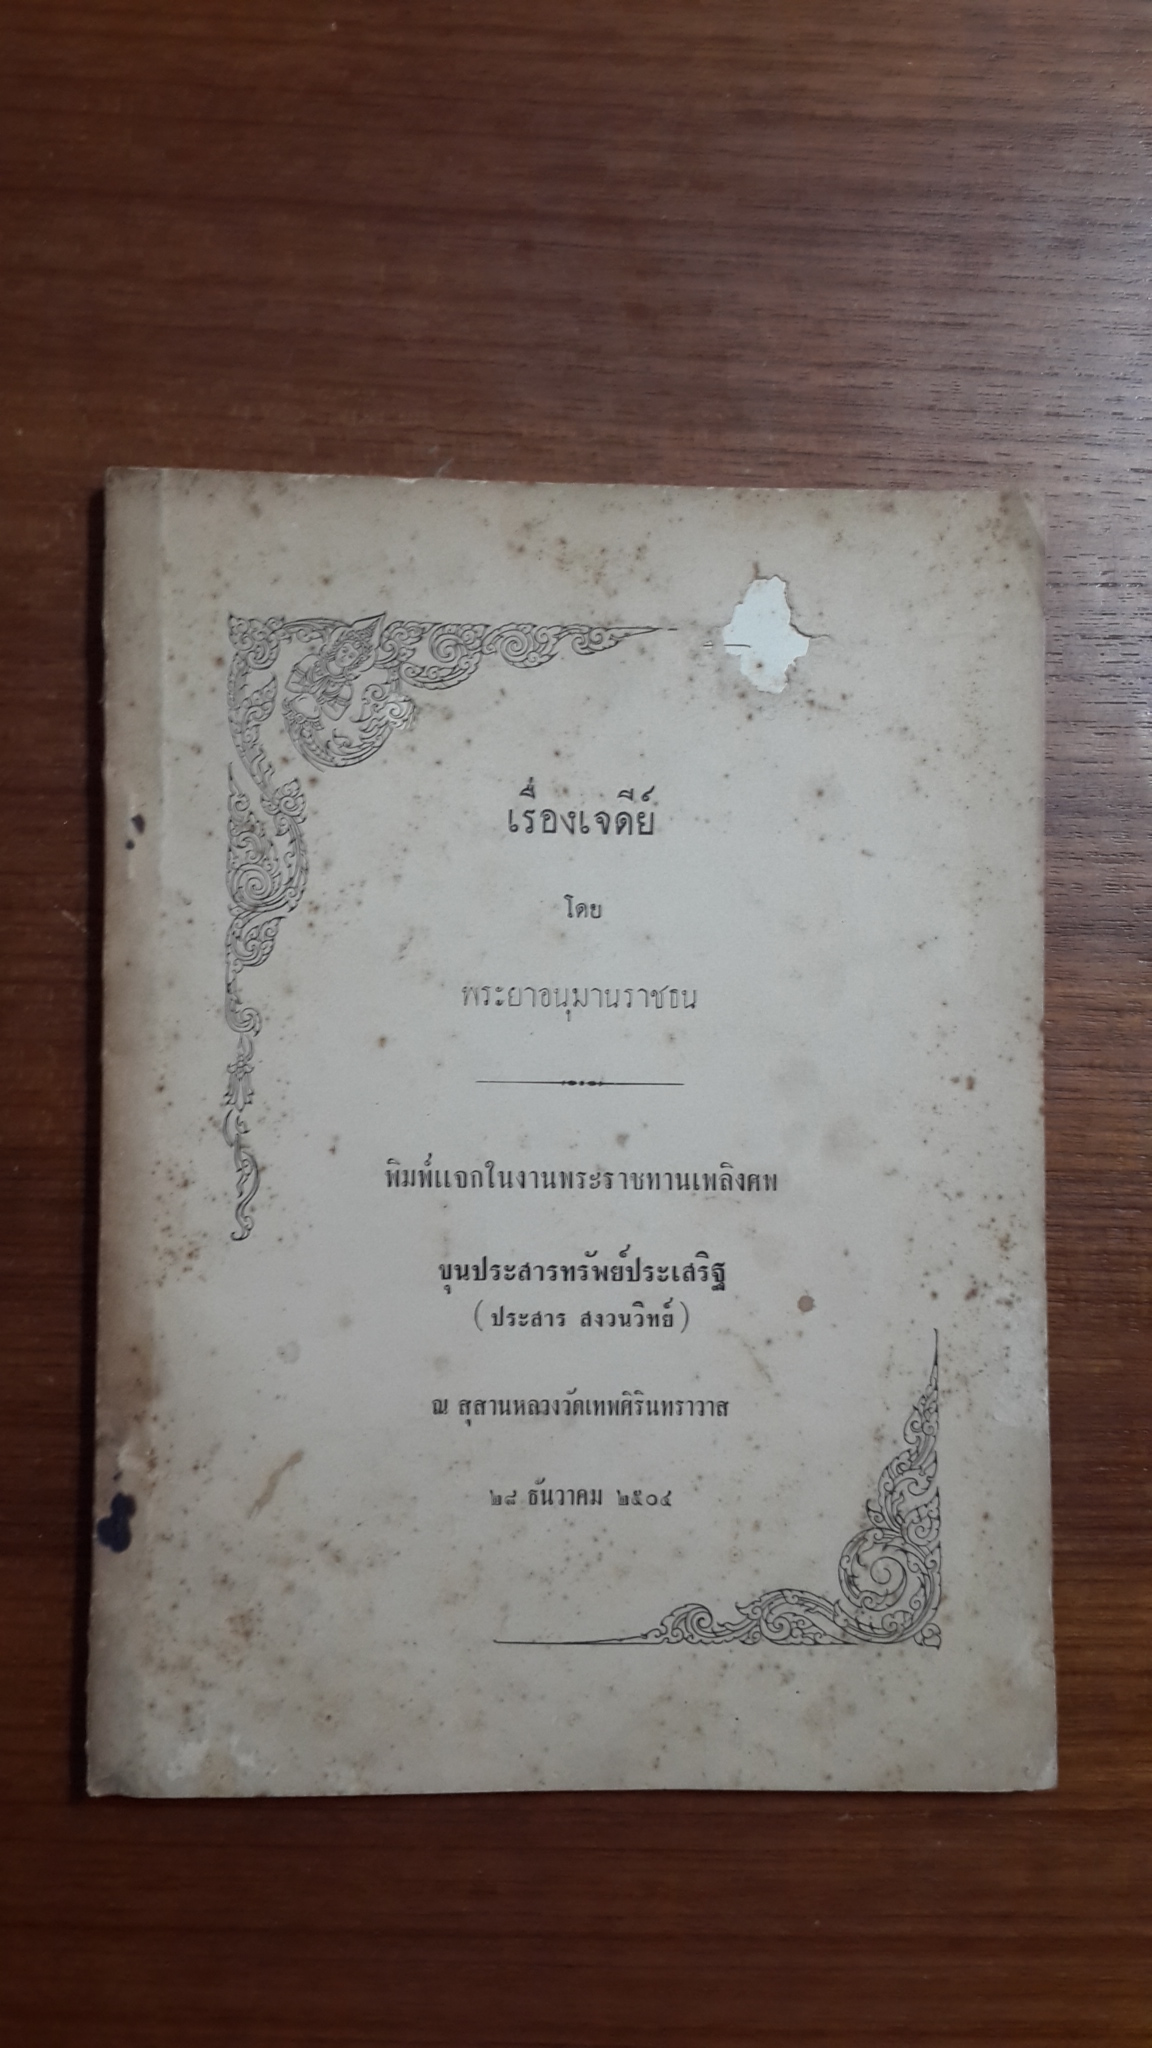 เรื่องเจดีย์
โดย
พระยาอนุมานราชธน
พิมพ์แจกในงานพระราชทานเพลิงศพ
ขุนประสารทรัพย์ประเสริฐ
(ประสาร สงวนวิทย์)
ณ สุสานหลวงวัดเทพศิรินทราวาส
๒๘ ธันวาคม ๒๕๐๔